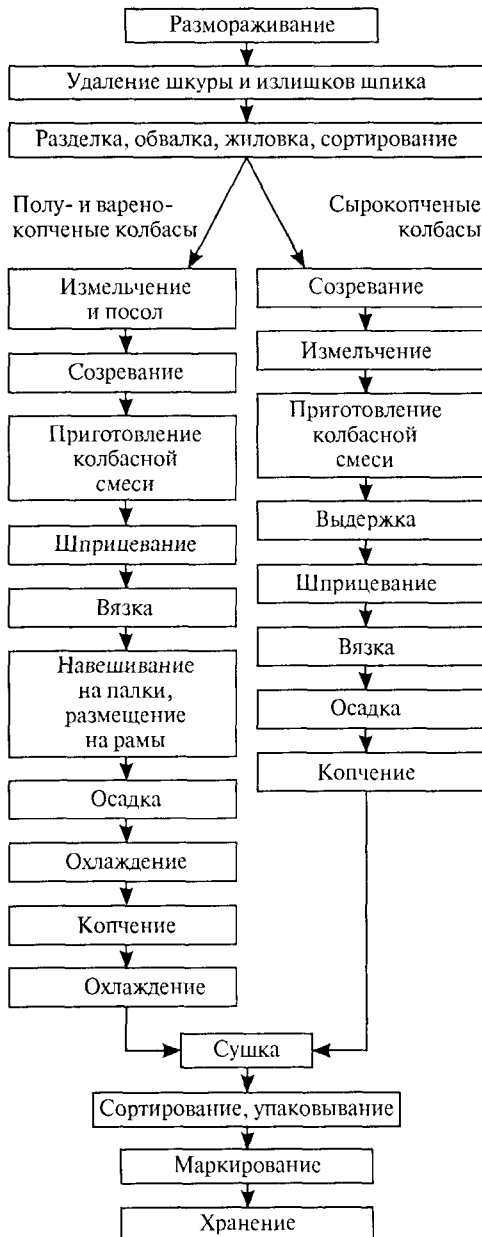 Размораживание
Удаление шкуры и излишков шпика
Разделка, обвалка, жиловка, сортирование
Полу- и варено-
копченые колбасы
Измельчение
и посол
Созревание
Приготовление
колбасной
смеси
Шприцевание
Вязка
Навешивание
на палки,
размещение
на рамы
Осадка
Охлаждение
Копчение
Охлаждение
Сырокопченые
колбасы
Созревание
Измельчение
Приготовление
колбасной
смеси
Выдержка
Шприцевание
Вязка
Осадка
Копчение
Сушка
Сортирование, упаковывание
Маркирование
Хранение